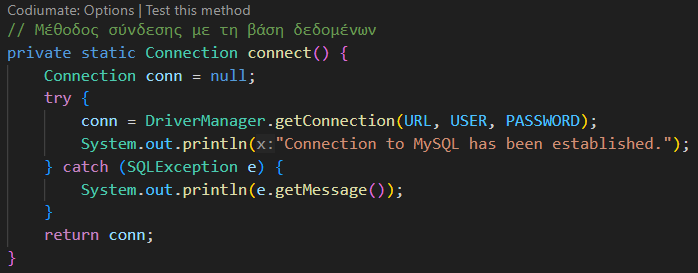 Codiumate: Options | Test this method
// Μέθοδος σύνδεσης με τη βάση δεδομένων
private static Connection connect() {
    Connection conn = null;
    try {
        conn = DriverManager.getConnection(URL, USER, PASSWORD);
        System.out.println(x:"Connection to MySQL has been established.");
    } catch (SQLException e) {
        System.out.println(e.getMessage());
    }
    return conn;
}